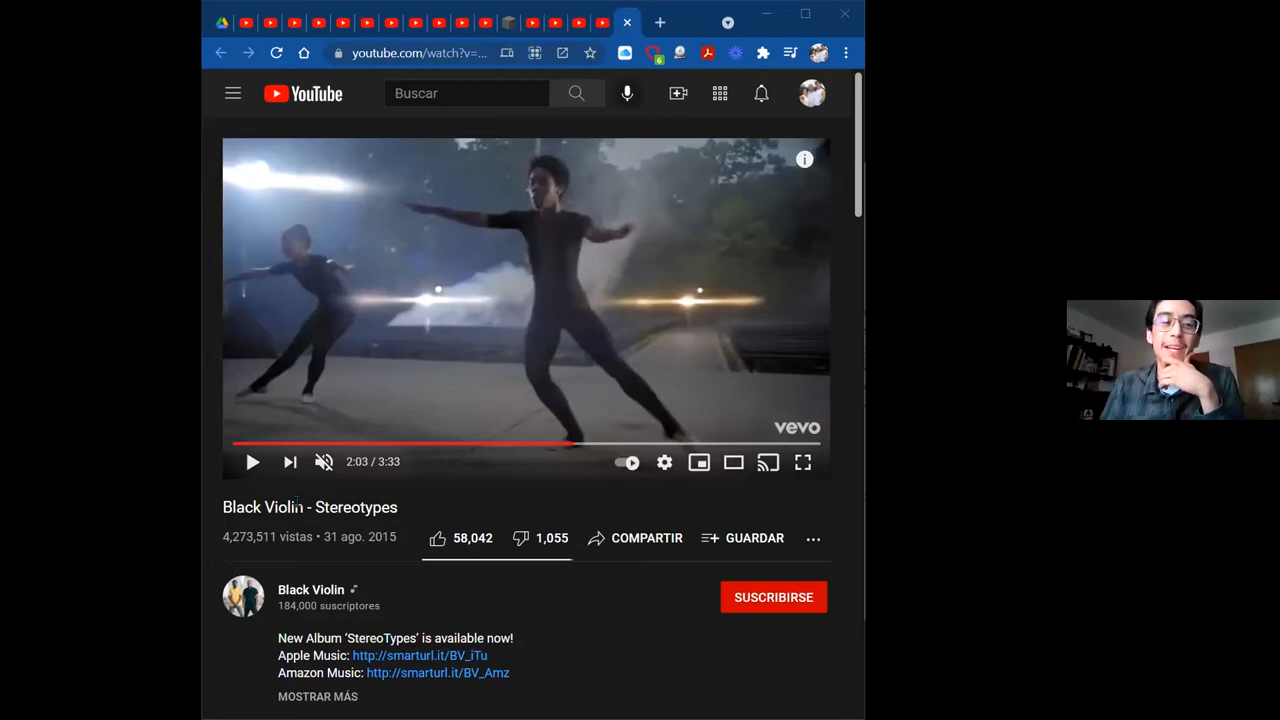 6
youtube.com/watch?v=...
YouTube
Buscar
i
vevo
2:03 / 3:33
Black Violin - Stereotypes
4,273,511 vistas • 31 ago. 2015
58,042
1,055
COMPARTIR
GUARDAR
Black Violin
184,000 suscriptores
SUSCRIBIRSE
New Album ‘StereoTypes’ is available now!
Apple Music: http://smarturl.it/BV_iTu
Amazon Music: http://smarturl.it/BV_Amz
MOSTRAR MÁS